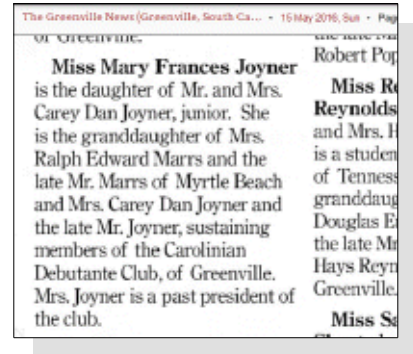 The Greenville News (Greenville, South Ca... • 15 May 2016, Sun • Pag
of Greenville.
Miss Mary Frances Joyner
is the daughter of Mr. and Mrs.
Carey Dan Joyner, junior. She
is the granddaughter of Mrs.
Ralph Edward Marrs and the
late Mr. Marrs of Myrtle Beach
and Mrs. Carey Dan Joyner and
the late Mr. Joyner, sustaining
members of the Carolinian
Debutante Club, of Greenville.
Mrs. Joyner is a past president of
the club.
Robert Pop
Miss Re
Reynolds
and Mrs. H
is a studen
of Tenness
granddaug
Douglas E
the late Mr
Hays Reyn
Greenville.
Miss Sa